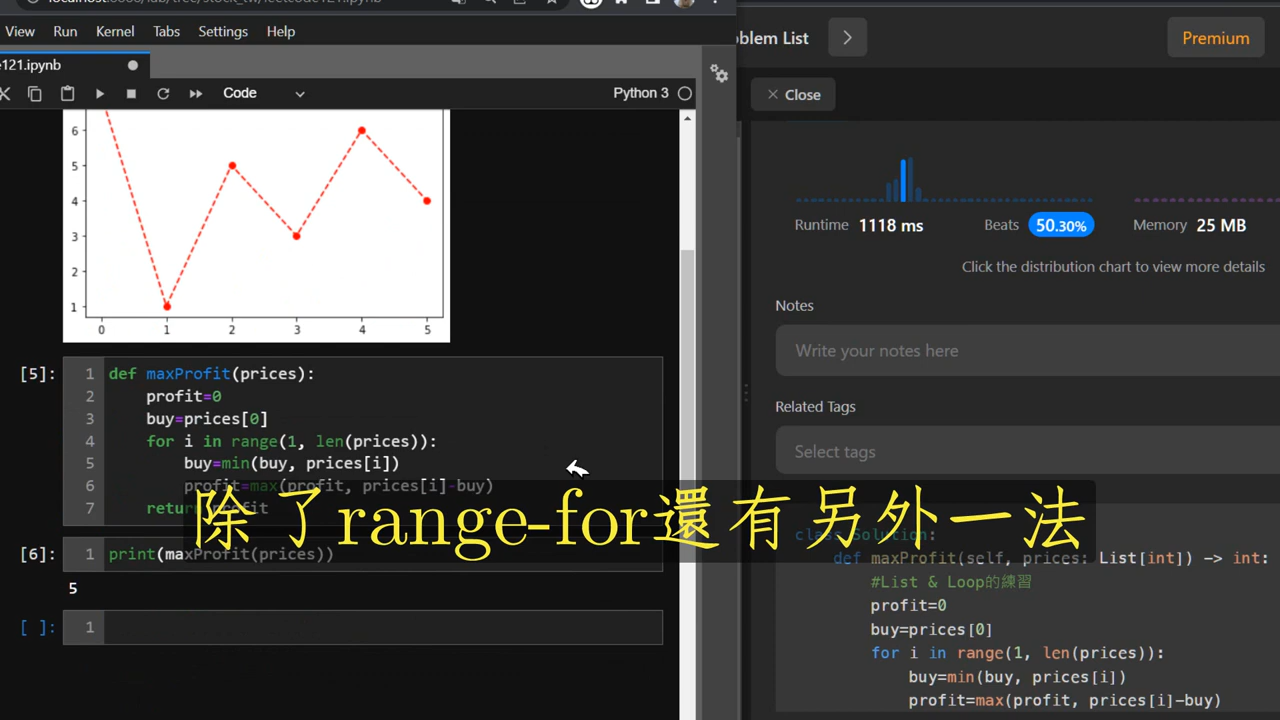 View Run Kernel Tabs Settings Help
e121.ipynb
Code Python 3
6
5
4
3
2
1
0 1 2 3 4 5
[5]:
1 def maxProfit(prices):
2 profit=0
3 buy=prices[0]
4 for i in range(1, len(prices)):
5 buy=min(buy, prices[i])
6 profit=max(profit, prices[i]-buy)
7 return profit
[6]: 1 print(maxProfit(prices))
5
[ ]: 1
除了range-for還有另外一法
oblem List
Premium
Close
Runtime 1118 ms Beats 50.30% Memory 25 MB
Click the distribution chart to view more details
Notes
Write your notes here
Related Tags
Select tags
class Solution:
def maxProfit(self, prices: List[int]) -> int:
#List & Loop的練習
profit=0
buy=prices[0]
for i in range(1, len(prices)):
buy=min(buy, prices[i])
profit=max(profit, prices[i]-buy)